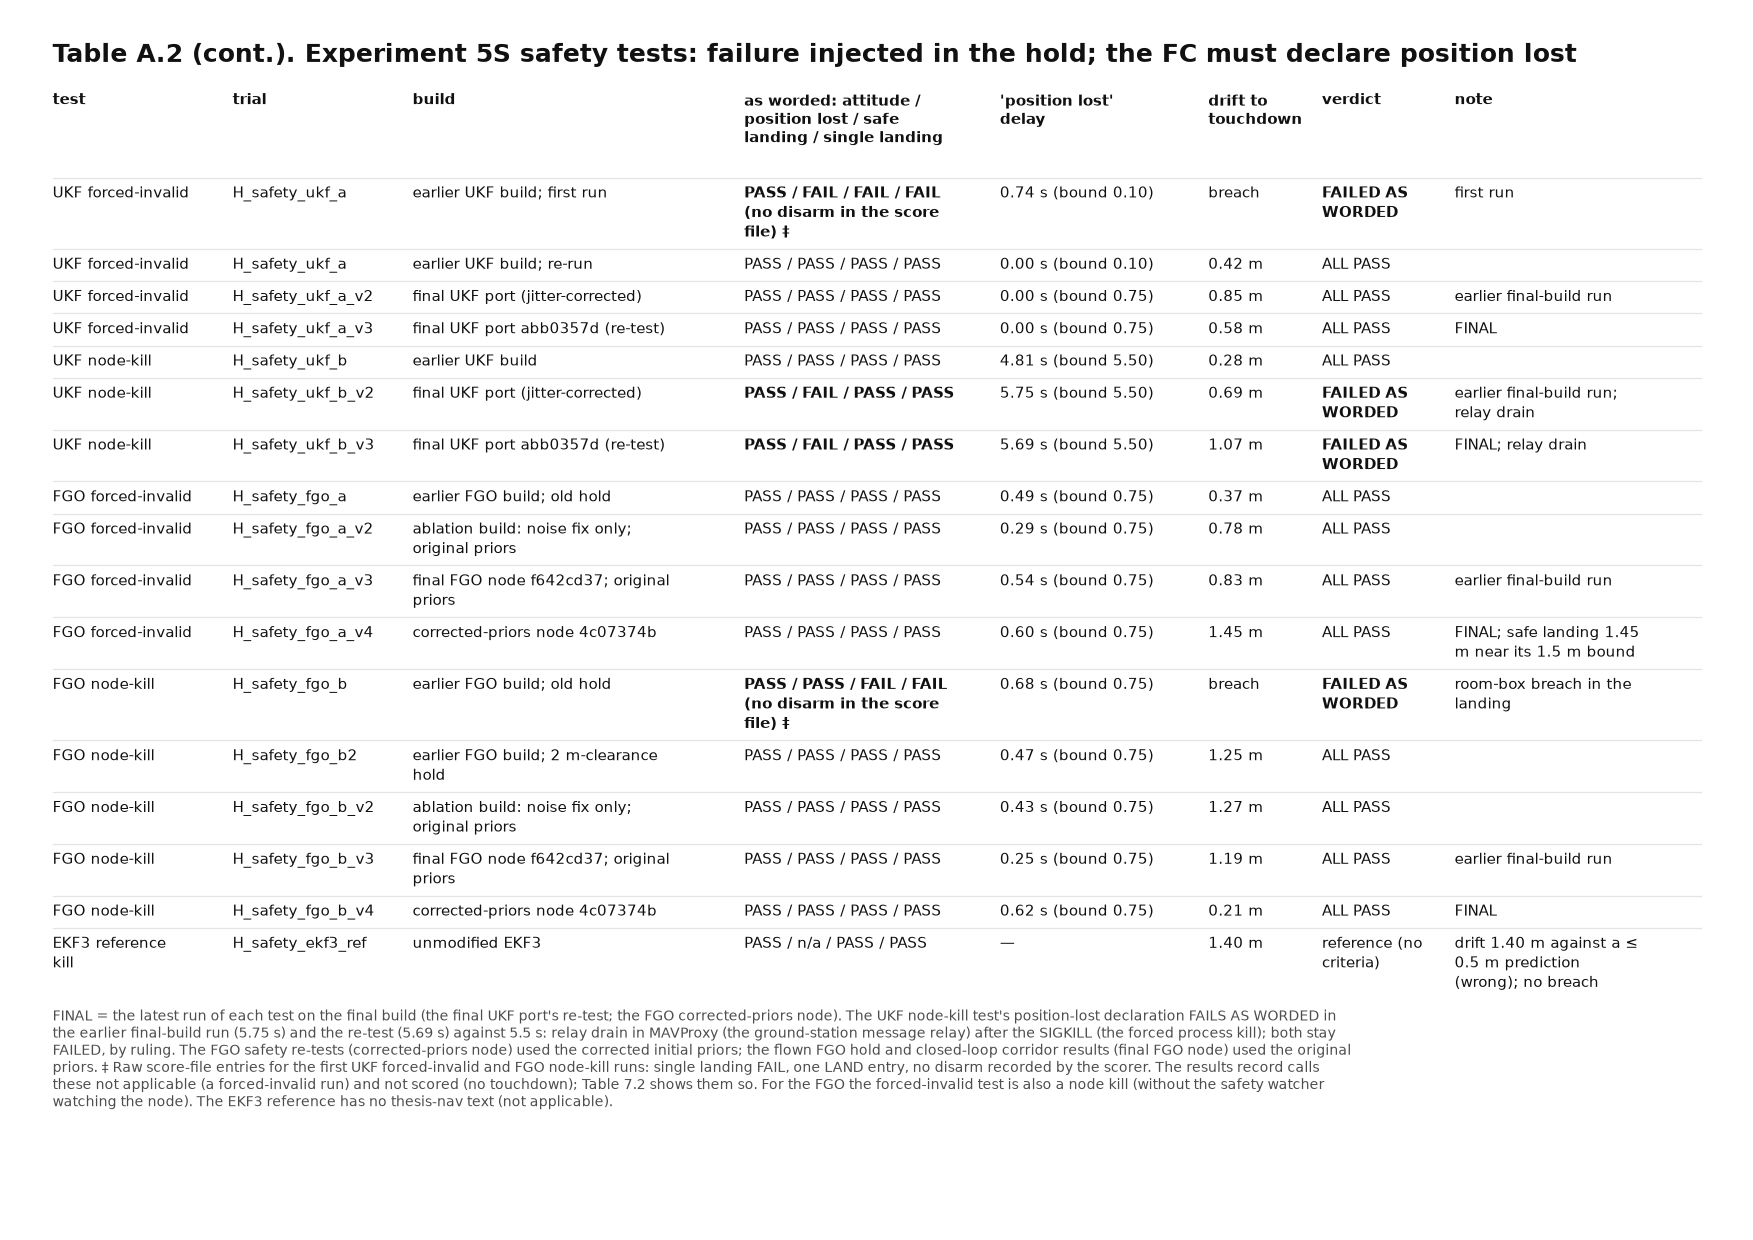 Table A.2 (cont.). Experiment 5S safety tests: failure injected in the hold; the FC must declare position lost
test trial build as worded: attitude / position lost / safe landing / single landing 'position lost' delay drift to touchdown verdict note
UKF forced-invalid H_safety_ukf_a earlier UKF build; first run PASS / FAIL / FAIL / FAIL (no disarm in the score file) ‡ 0.74 s (bound 0.10) breach FAILED AS WORDED first run
UKF forced-invalid H_safety_ukf_a earlier UKF build; re-run PASS / PASS / PASS / PASS 0.00 s (bound 0.10) 0.42 m ALL PASS
UKF forced-invalid H_safety_ukf_a_v2 final UKF port (jitter-corrected) PASS / PASS / PASS / PASS 0.00 s (bound 0.75) 0.85 m ALL PASS earlier final-build run
UKF forced-invalid H_safety_ukf_a_v3 final UKF port abb0357d (re-test) PASS / PASS / PASS / PASS 0.00 s (bound 0.75) 0.58 m ALL PASS FINAL
UKF node-kill H_safety_ukf_b earlier UKF build PASS / PASS / PASS / PASS 4.81 s (bound 5.50) 0.28 m ALL PASS
UKF node-kill H_safety_ukf_b_v2 final UKF port (jitter-corrected) PASS / FAIL / PASS / PASS 5.75 s (bound 5.50) 0.69 m FAILED AS WORDED earlier final-build run; relay drain
UKF node-kill H_safety_ukf_b_v3 final UKF port abb0357d (re-test) PASS / FAIL / PASS / PASS 5.69 s (bound 5.50) 1.07 m FAILED AS WORDED FINAL; relay drain
FGO forced-invalid H_safety_fgo_a earlier FGO build; old hold PASS / PASS / PASS / PASS 0.49 s (bound 0.75) 0.37 m ALL PASS
FGO forced-invalid H_safety_fgo_a_v2 ablation build: noise fix only; original priors PASS / PASS / PASS / PASS 0.29 s (bound 0.75) 0.78 m ALL PASS
FGO forced-invalid H_safety_fgo_a_v3 final FGO node f642cd37; original priors PASS / PASS / PASS / PASS 0.54 s (bound 0.75) 0.83 m ALL PASS earlier final-build run
FGO forced-invalid H_safety_fgo_a_v4 corrected-priors node 4c07374b PASS / PASS / PASS / PASS 0.60 s (bound 0.75) 1.45 m ALL PASS FINAL; safe landing 1.45 m near its 1.5 m bound
FGO node-kill H_safety_fgo_b earlier FGO build; old hold PASS / PASS / FAIL / FAIL (no disarm in the score file) ‡ 0.68 s (bound 0.75) breach FAILED AS WORDED room-box breach in the landing
FGO node-kill H_safety_fgo_b2 earlier FGO build; 2 m-clearance hold PASS / PASS / PASS / PASS 0.47 s (bound 0.75) 1.25 m ALL PASS
FGO node-kill H_safety_fgo_b_v2 ablation build: noise fix only; original priors PASS / PASS / PASS / PASS 0.43 s (bound 0.75) 1.27 m ALL PASS
FGO node-kill H_safety_fgo_b_v3 final FGO node f642cd37; original priors PASS / PASS / PASS / PASS 0.25 s (bound 0.75) 1.19 m ALL PASS earlier final-build run
FGO node-kill H_safety_fgo_b_v4 corrected-priors node 4c07374b PASS / PASS / PASS / PASS 0.62 s (bound 0.75) 0.21 m ALL PASS FINAL
EKF3 reference kill H_safety_ekf3_ref unmodified EKF3 PASS / n/a / PASS / PASS — 1.40 m reference (no criteria) drift 1.40 m against a ≤ 0.5 m prediction (wrong); no breach
FINAL = the latest run of each test on the final build (the final UKF port's re-test; the FGO corrected-priors node). The UKF node-kill test's position-lost declaration FAILS AS WORDED in
the earlier final-build run (5.75 s) and the re-test (5.69 s) against 5.5 s: relay drain in MAVProxy (the ground-station message relay) after the SIGKILL (the forced process kill); both stay
FAILED, by ruling. The FGO safety re-tests (corrected-priors node) used the corrected initial priors; the flown FGO hold and closed-loop corridor results (final FGO node) used the original
priors. ‡ Raw score-file entries for the first UKF forced-invalid and FGO node-kill runs: single landing FAIL, one LAND entry, no disarm recorded by the scorer. The results record calls
these not applicable (a forced-invalid run) and not scored (no touchdown); Table 7.2 shows them so. For the FGO the forced-invalid test is also a node kill (without the safety watcher
watching the node). The EKF3 reference has no thesis-nav text (not applicable).